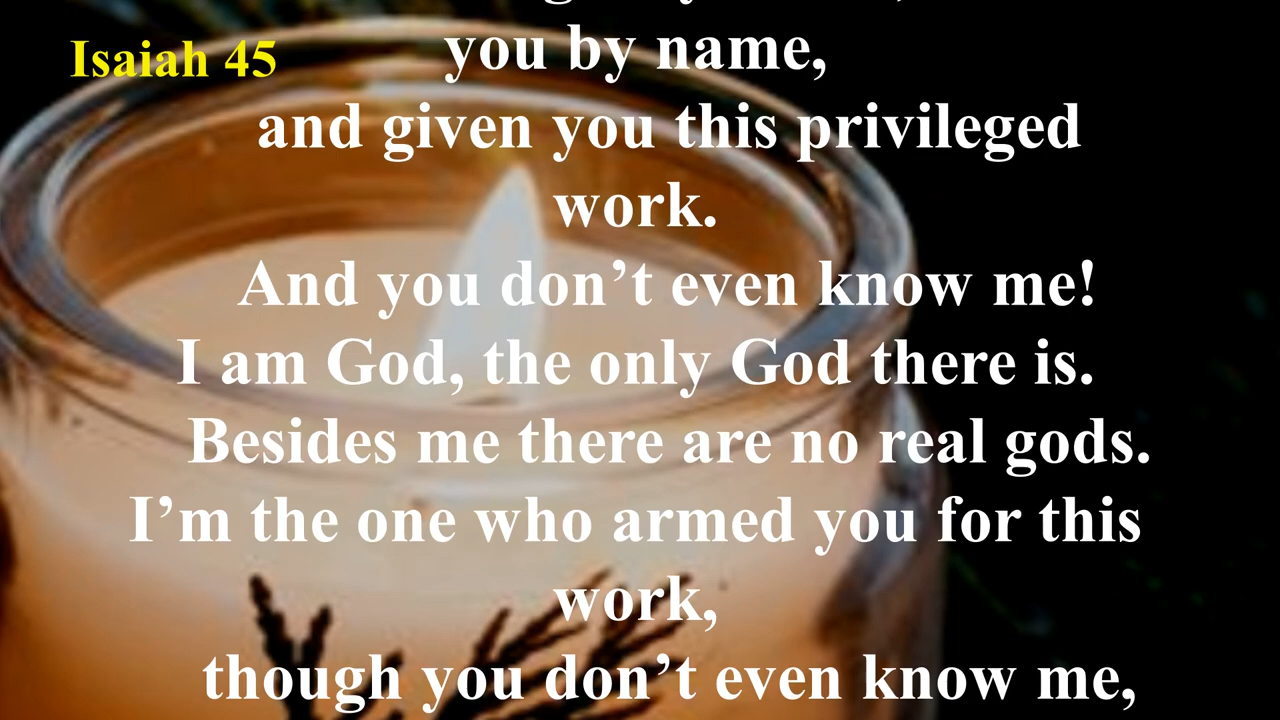 Isaiah 45
you by name,
and given you this privileged
work.
And you don’t even know me!
I am God, the only God there is.
Besides me there are no real gods.
I’m the one who armed you for this
work,
though you don’t even know me,